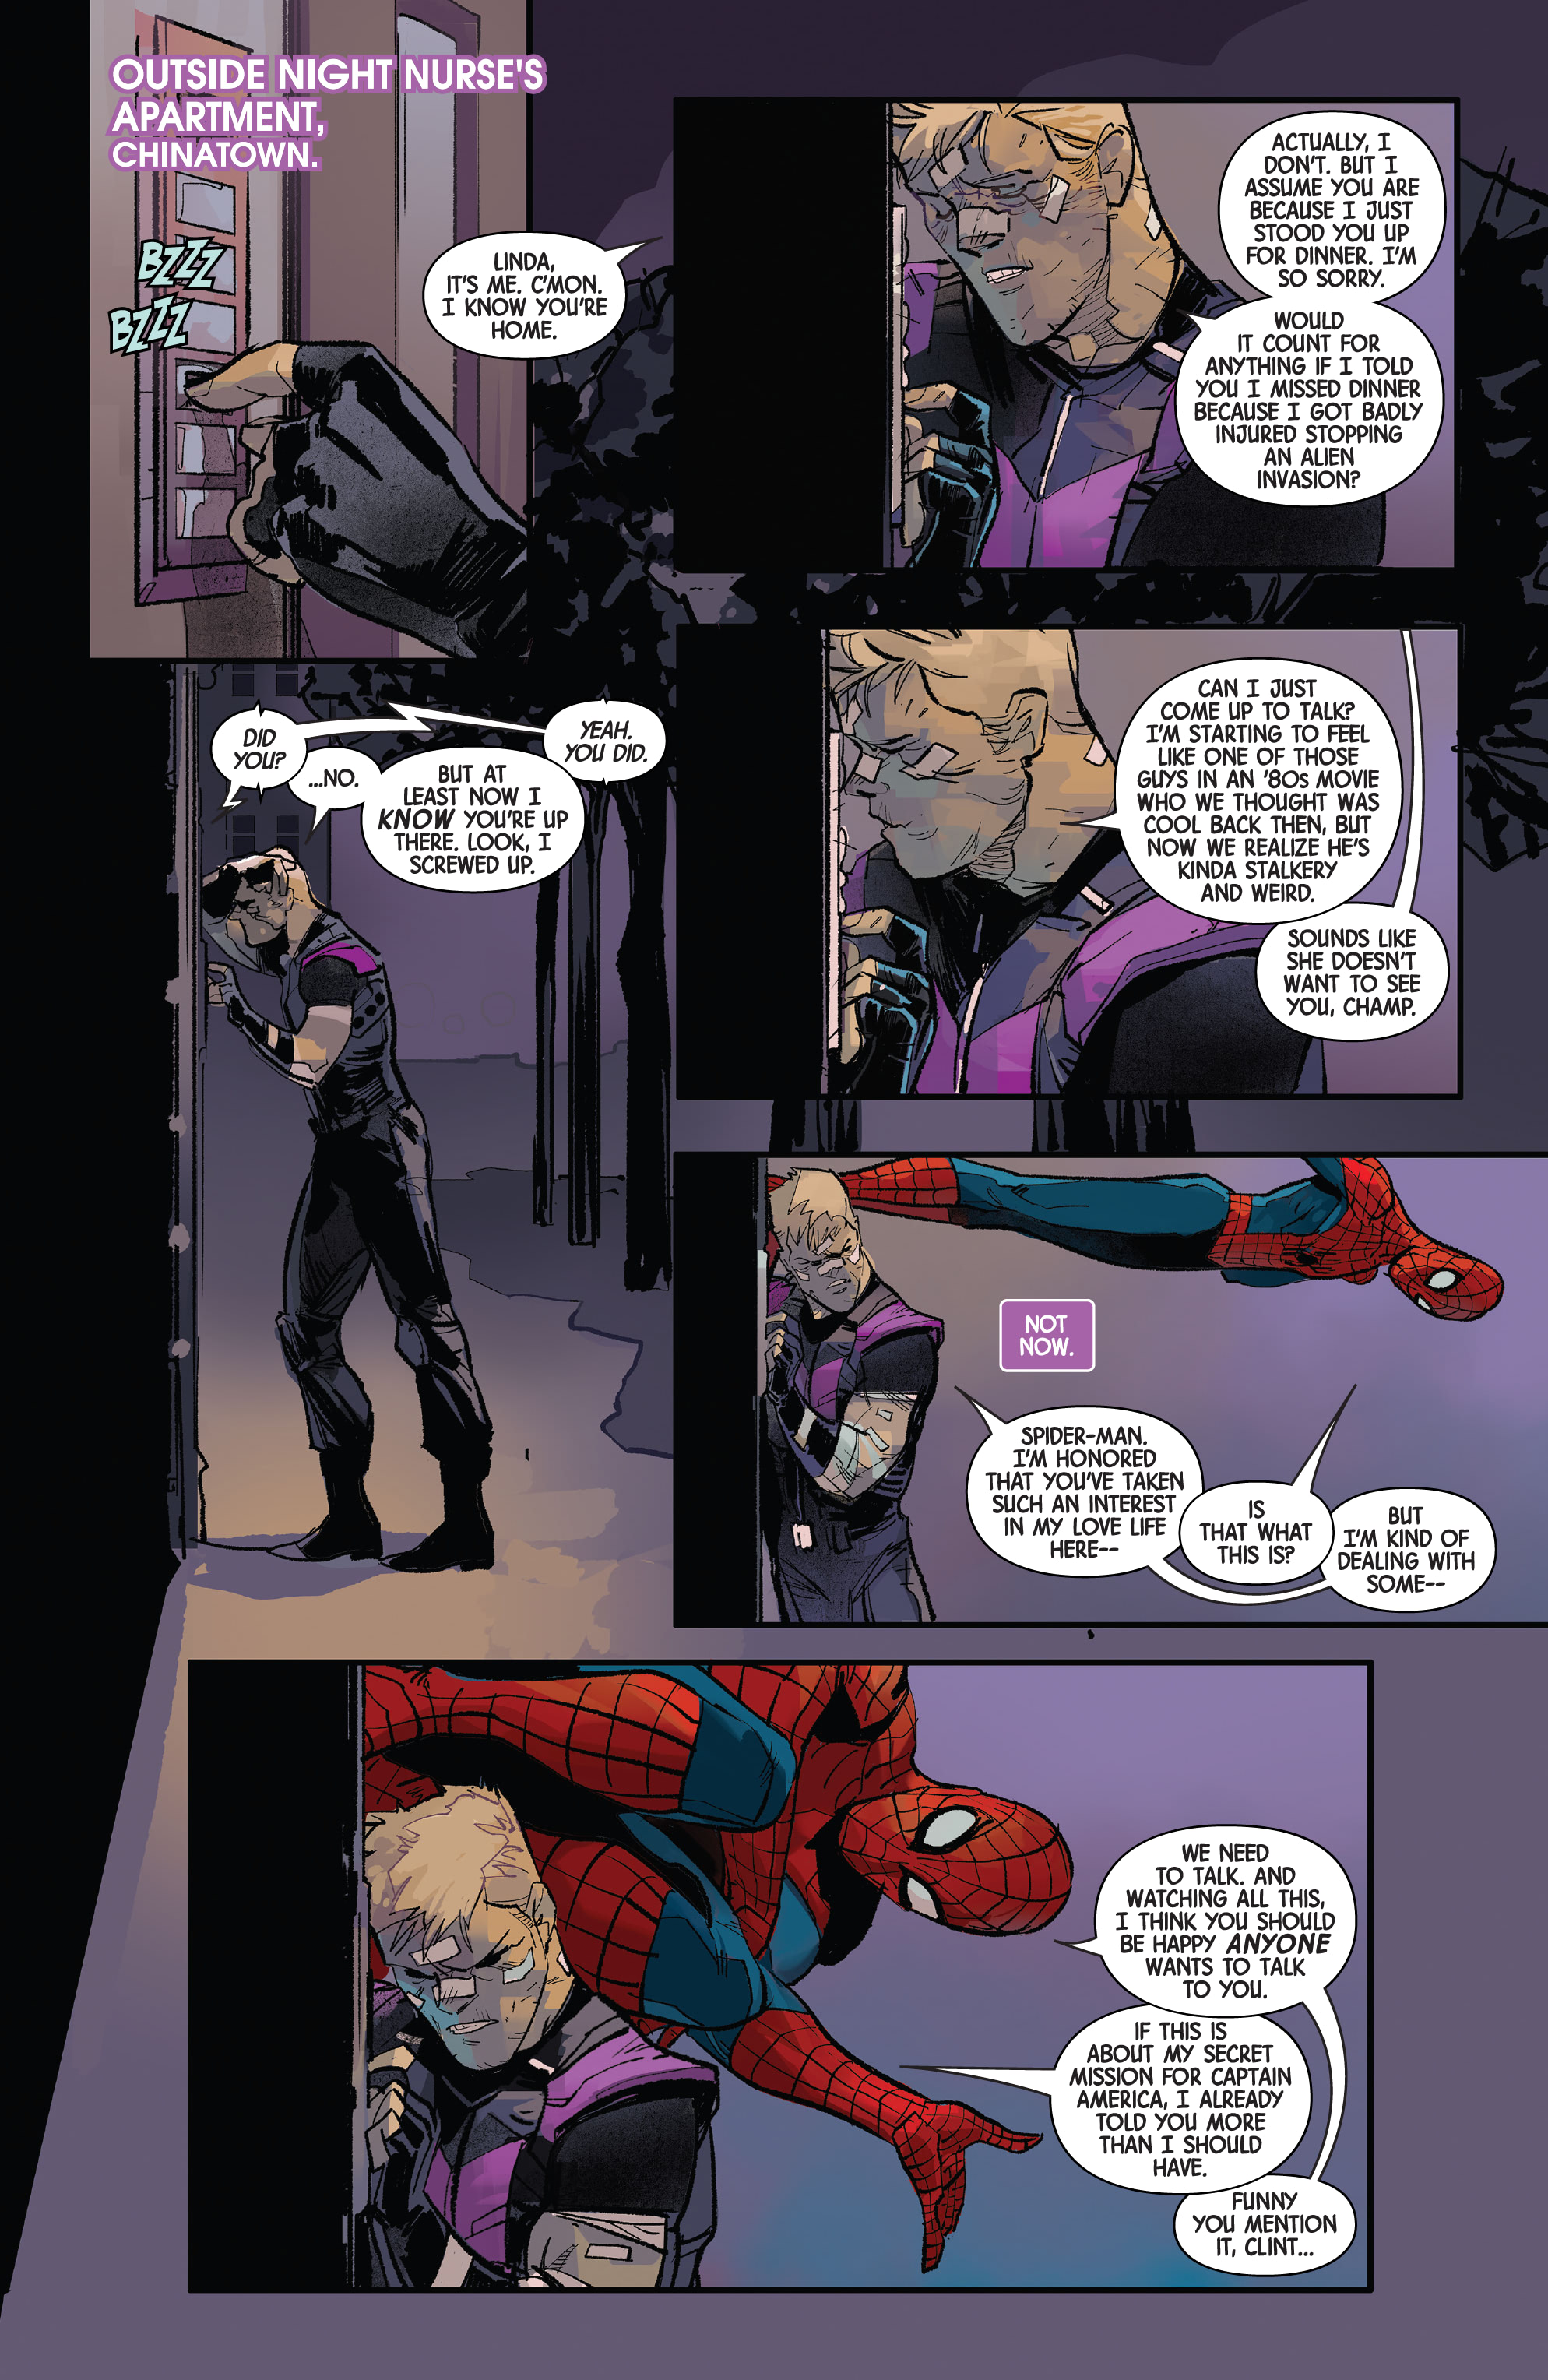 OUTSIDE NIGHT NURSE'S
APARTMENT,
CHINATOWN.
BZZZ
BZZZ
LINDA,
IT'S ME. C'MON.
I KNOW YOU'RE
HOME.
ACTUALLY, I
DON'T. BUT I
ASSUME YOU ARE
BECAUSE I JUST
STOOD YOU UP
FOR DINNER. I'M
SO SORRY.
WOULD
IT COUNT FOR
ANYTHING IF I TOLD
YOU I MISSED DINNER
BECAUSE I GOT BADLY
INJURED STOPPING
AN ALIEN
INVASION?
DID
YOU?
...NO.
YEAH.
YOU DID.
BUT AT
LEAST NOW I
KNOW YOU'RE UP
THERE. LOOK, I
SCREWED UP.
CAN I JUST
COME UP TO TALK?
I'M STARTING TO FEEL
LIKE ONE OF THOSE
GUYS IN AN '80s MOVIE
WHO WE THOUGHT WAS
COOL BACK THEN, BUT
NOW WE REALIZE HE'S
KINDA STALKERY
AND WEIRD.
SOUNDS LIKE
SHE DOESN'T
WANT TO SEE
YOU, CHAMP.
NOT
NOW.
SPIDER-MAN.
I'M HONORED
THAT YOU'VE TAKEN
SUCH AN INTEREST
IN MY LOVE LIFE
HERE--
IS
THAT WHAT
THIS IS?
BUT
I'M KIND OF
DEALING WITH
SOME--
WE NEED
TO TALK. AND
WATCHING ALL THIS,
I THINK YOU SHOULD
BE HAPPY ANYONE
WANTS TO TALK
TO YOU.
IF THIS IS
ABOUT MY SECRET
MISSION FOR CAPTAIN
AMERICA, I ALREADY
TOLD YOU MORE
THAN I SHOULD
HAVE.
FUNNY
YOU MENTION
IT, CLINT...